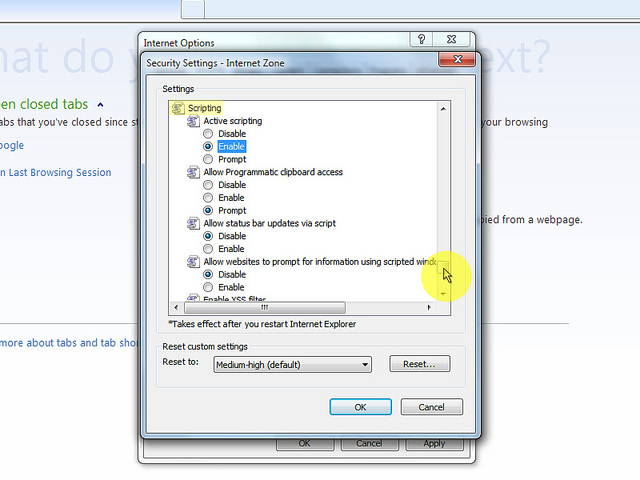 hat do y
ext?
Internet Options
Security Settings - Internet Zone
en closed tabs
abs that you've closed since s
your browsing
oogle
n Last Browsing Session
pied from a webpage.
more about tabs and tab sho
Settings
Scripting
Active scripting
Disable
Enable
Prompt
Allow Programmatic clipboard access
Disable
Enable
Prompt
Allow status bar updates via script
Disable
Enable
Allow websites to prompt for information using scripted wind
Disable
Enable
Enable XSS filter
*Takes effect after you restart Internet Explorer
Reset custom settings
Reset to:
Medium-high (default)
Reset...
OK
Cancel
OK
Cancel
Apply